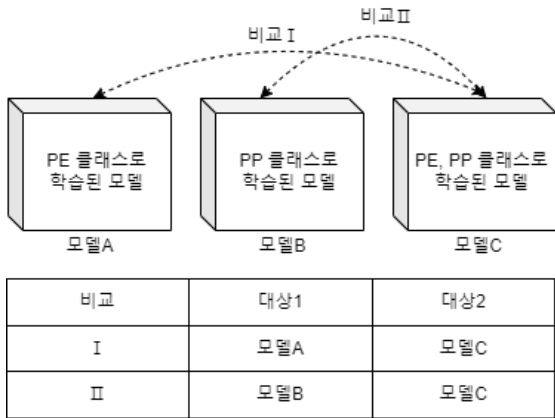 비교Ⅰ
비교Ⅱ
PE 클래스로
학습된 모델
PP 클래스로
학습된 모델
PE, PP 클래스로
학습된 모델
모델A
모델B
모델C
비교 대상1 대상2
Ⅰ 모델A 모델C
Ⅱ 모델B 모델C